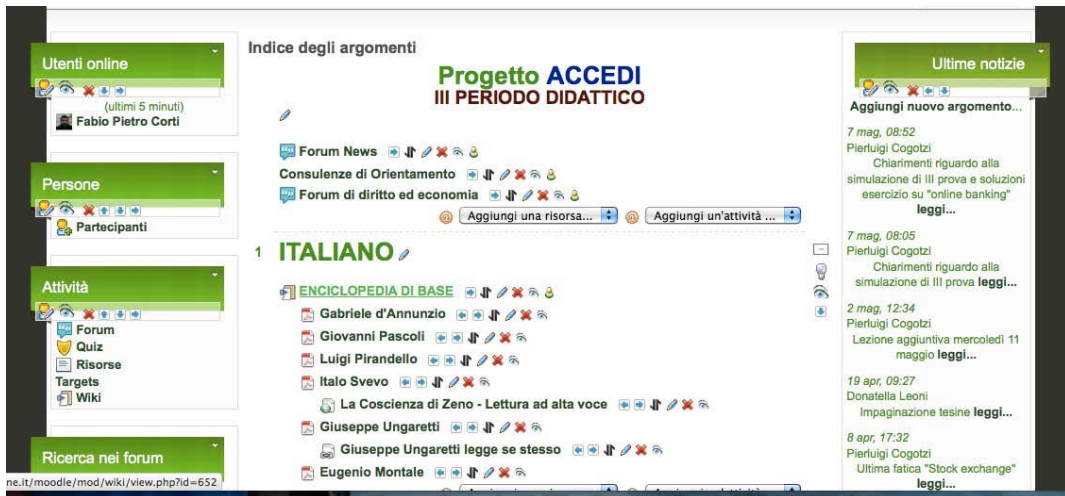 Utenti online
(ultimi 5 minuti)
Fabio Pietro Corti
Persone
Partecipanti
Attività
Forum
Quiz
Risorse
Targets
Wiki
Ricerca nei forum
ne.it/moodle/mod/wiki/view.php?id=652
Indice degli argomenti
Progetto ACCEDI
III PERIODO DIDATTICO
Forum News
Consulenze di Orientamento
Forum di diritto ed economia
Aggiungi una risorsa... Aggiungi un'attività ...
1 ITALIANO
ENCICLOPEDIA DI BASE
Gabriele d'Annunzio
Giovanni Pascoli
Luigi Pirandello
Italo Svevo
La Coscienza di Zeno - Lettura ad alta voce
Giuseppe Ungaretti
Giuseppe Ungaretti legge se stesso
Eugenio Montale
Ultime notizie
Aggiungi nuovo argomento...
7 mag, 08:52
Pierluigi Cogotzi
Chiarimenti riguardo alla
simulazione di III prova e soluzioni
esercizio su "online banking"
leggi...
7 mag, 08:05
Pierluigi Cogotzi
Chiarimenti riguardo alla
simulazione di III prova leggi...
2 mag, 12:34
Pierluigi Cogotzi
Lezione aggiuntiva mercoledì 11
maggio leggi...
19 apr, 09:27
Donatella Leoni
Impaginazione tesine leggi...
8 apr, 17:32
Pierluigi Cogotzi
Ultima fatica "Stock exchange"
leggi...